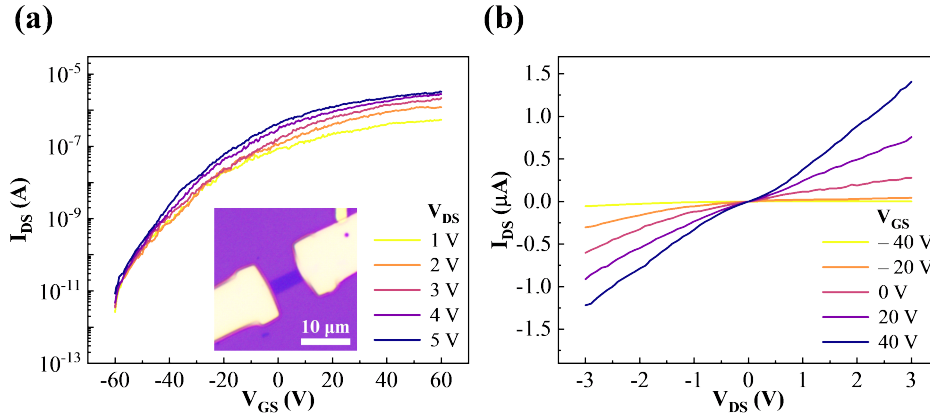 (a)
(b)
I_DS (A)
10⁻⁵
10⁻⁷
10⁻⁹
10⁻¹¹
10⁻¹³
-60
-40
-20
0
20
40
60
V_GS (V)
V_DS
1 V
2 V
3 V
4 V
5 V
10 μm
I_DS (μA)
1.5
1.0
0.5
0.0
-0.5
-1.0
-1.5
-3
-2
-1
0
1
2
3
V_DS (V)
V_GS
– 40 V
– 20 V
0 V
20 V
40 V